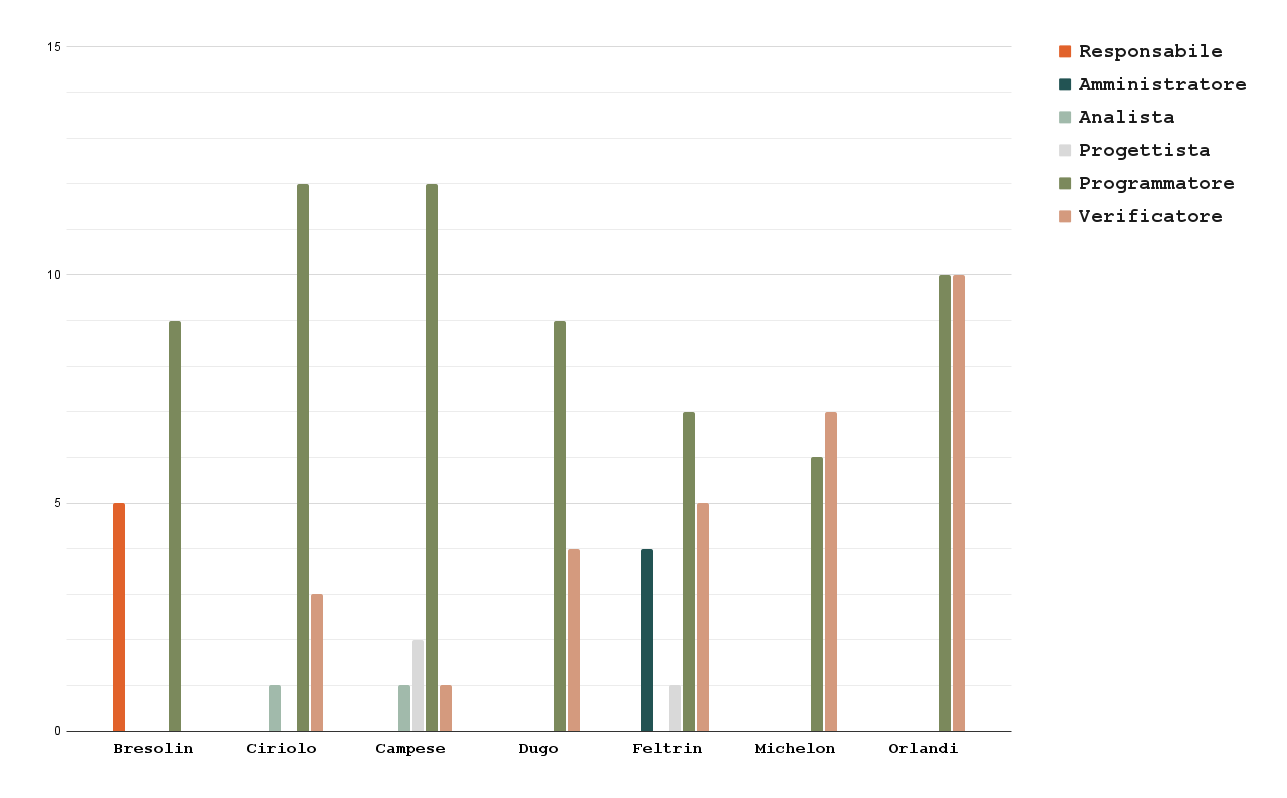 15
10
5
0
Bresolin
Ciriolo
Campese
Dugo
Feltrin
Michelon
Orlandi
Responsabile
Amministratore
Analista
Progettista
Programmatore
Verificatore